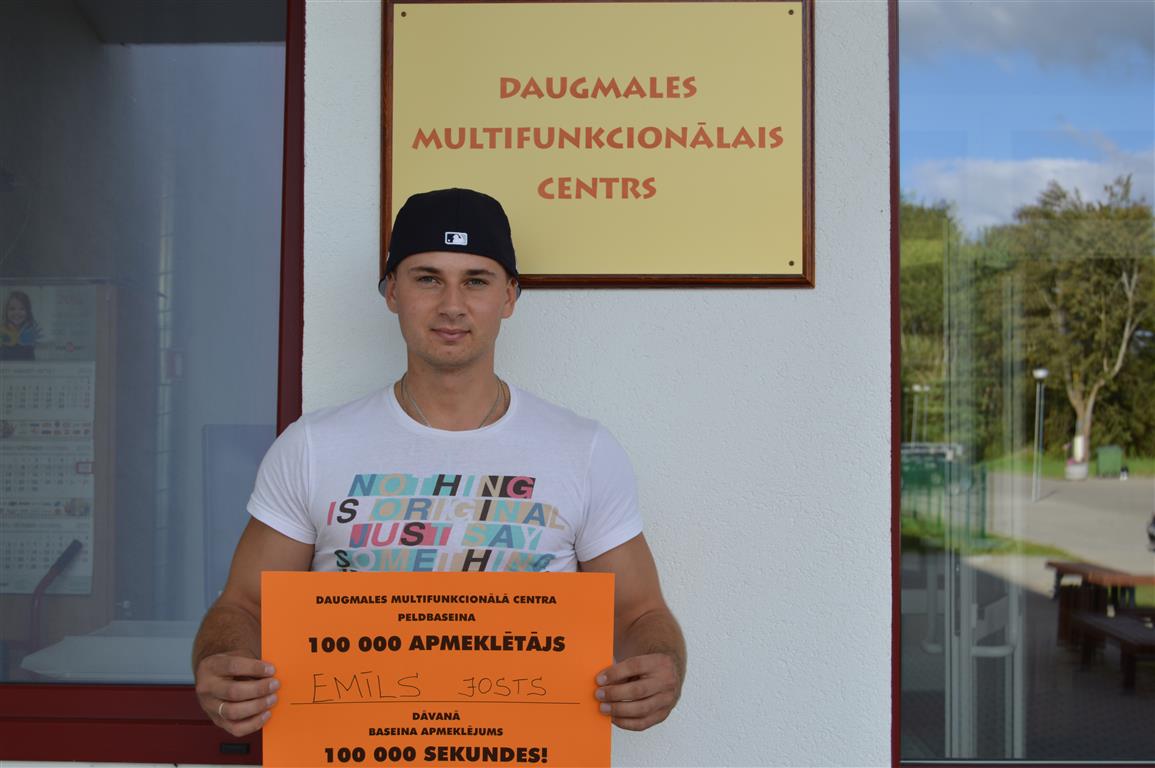 DAUGMALES
MULTIFUNKCIONĀLAIS
CENTRS
NOTHING
IS ORIGINAL
JUST SAY
SOMETHING
DAUGMALES MULTIFUNKCIONĀLĀ CENTRA
PELDBASEINA
100 000 APMEKLĒTĀJS
EMĪLS JOSTS
DĀVANĀ
BASEINA APMEKLĒJUMS
100 000 SEKUNDES!